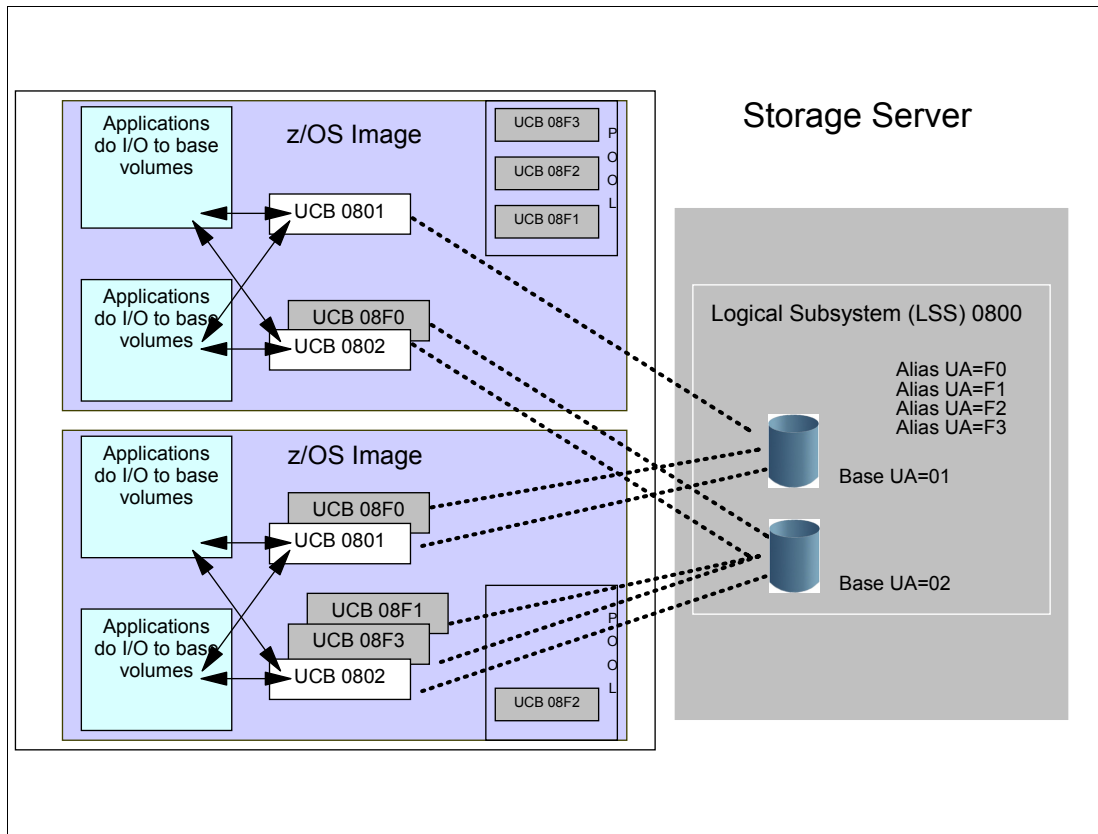 Storage Server
Applications
do I/O to base
volumes
z/OS Image
UCB 08F3
UCB 08F2
UCB 08F1
P
O
O
L
UCB 0801
Applications
do I/O to base
volumes
UCB 08F0
UCB 0802
Applications
do I/O to base
volumes
z/OS Image
UCB 08F0
UCB 0801
Applications
do I/O to base
volumes
UCB 08F1
UCB 08F3
UCB 0802
P
O
O
L
UCB 08F2
Logical Subsystem (LSS) 0800
Alias UA=F0
Alias UA=F1
Alias UA=F2
Alias UA=F3
Base UA=01
Base UA=02